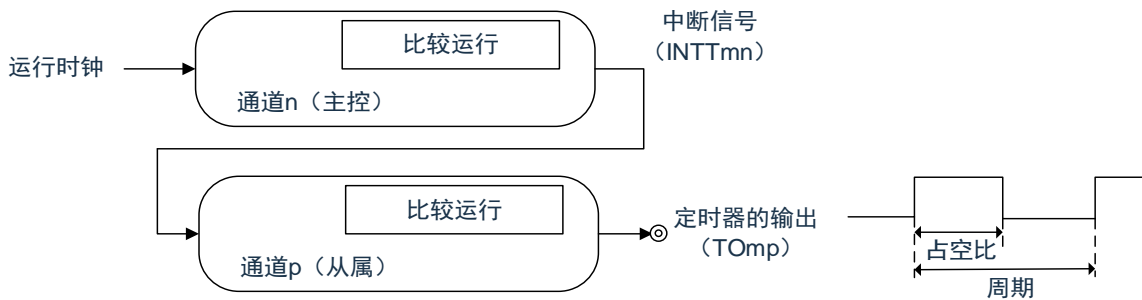 比较运行
中断信号
（INTTmn）
运行时钟
通道n（主控）
比较运行
定时器的输出
（TOmp）
通道p（从属）
占空比
周期